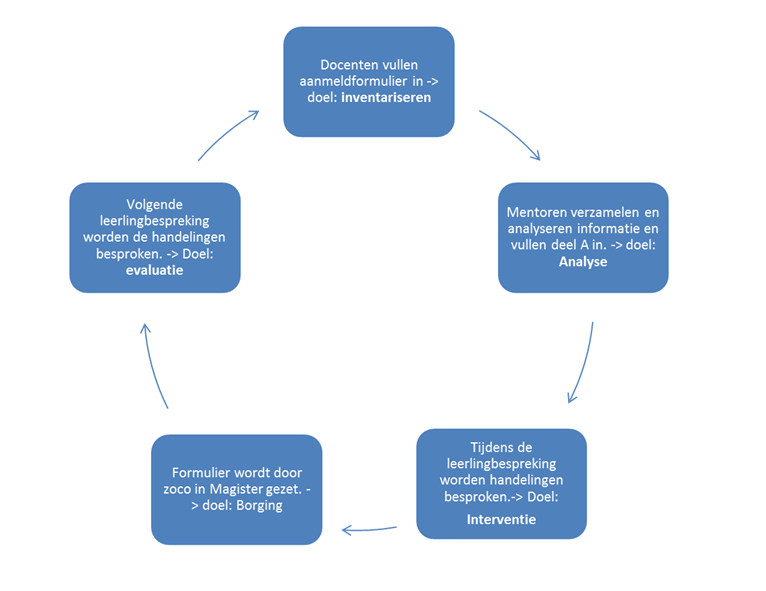 Docenten vullen
aanmeldformulier in ->
doel: inventariseren
Mentoren verzamelen en
analyseren informatie en
vullen deel A in. -> doel:
Analyse
Tijdens de
leerlingbespreking
worden handelingen
besproken.-> Doel:
Interventie
Formulier wordt door
zoco in Magister gezet. -
> doel: Borging
Volgende
leerlingbespreking
worden de handelingen
besproken. -> Doel:
evaluatie